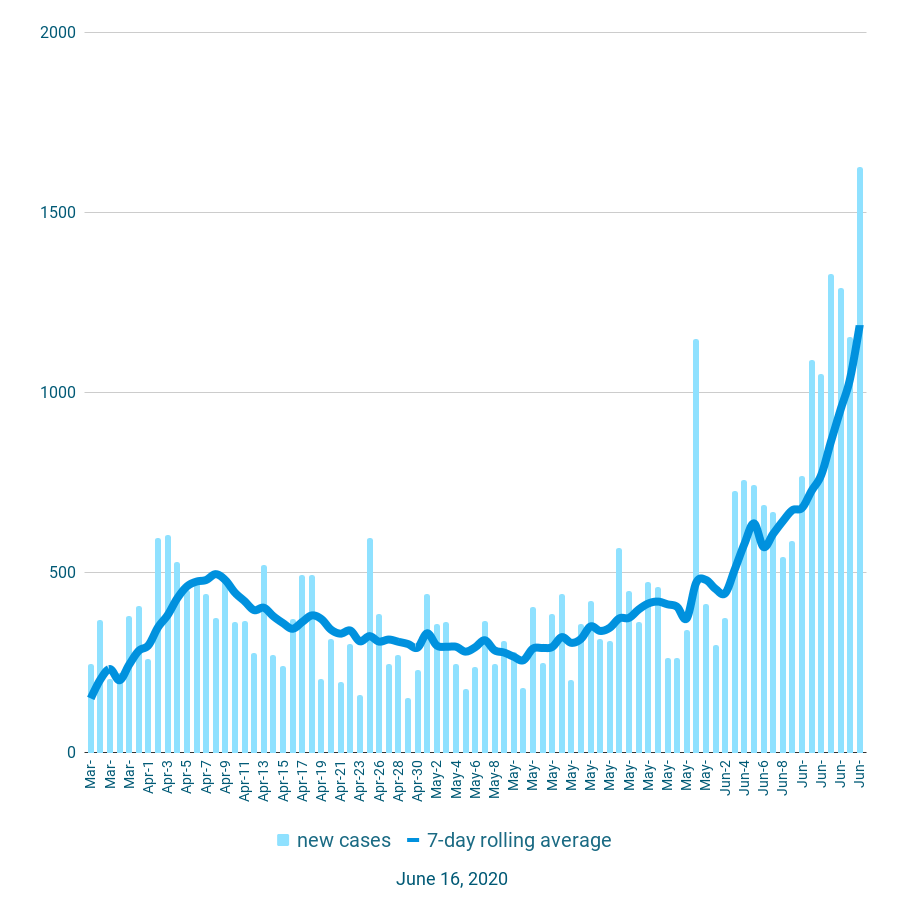 2000
1500
1000
500
0
Mar- Mar- Mar- Apr-1 Apr-3 Apr-5 Apr-7 Apr-9 Apr-11 Apr-13 Apr-15 Apr-17 Apr-19 Apr-21 Apr-23 Apr-26 Apr-28 Apr-30 May-2 May-4 May-6 May-8 May- May- May- May- May- May- May- May- May- May- May- Jun-2 Jun-4 Jun-6 Jun-8 Jun- Jun- Jun- Jun-
new cases 7-day rolling average
June 16, 2020